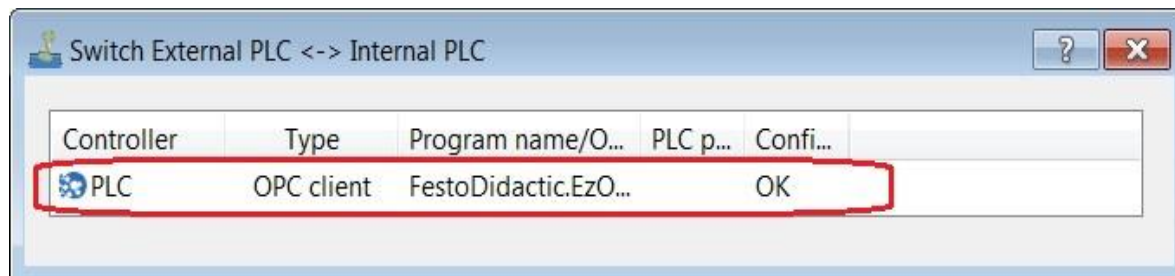 Switch External PLC <-> Internal PLC
Controller Type Program name/O... PLC p... Confi...
PLC OPC client FestoDidactic.EzO... OK